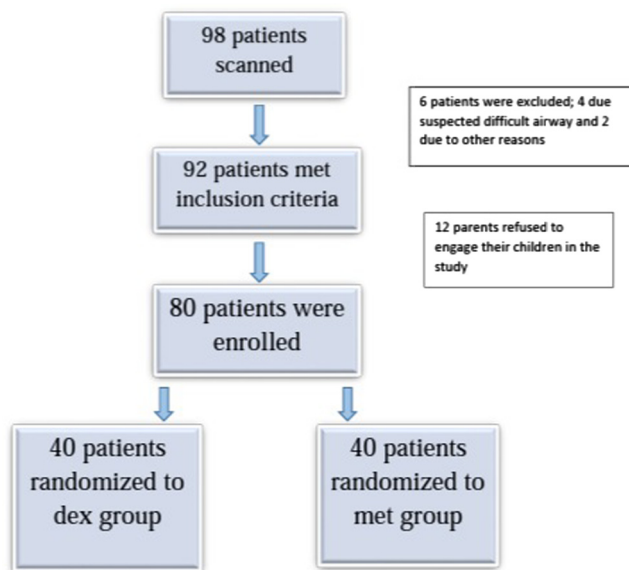 98 patients
scanned
6 patients were excluded; 4 due
suspected difficult airway and 2
due to other reasons
92 patients met
inclusion criteria
12 parents refused to
engage their children in the
study
80 patients were
enrolled
40 patients
randomized to
dex group
40 patients
randomized to
met group